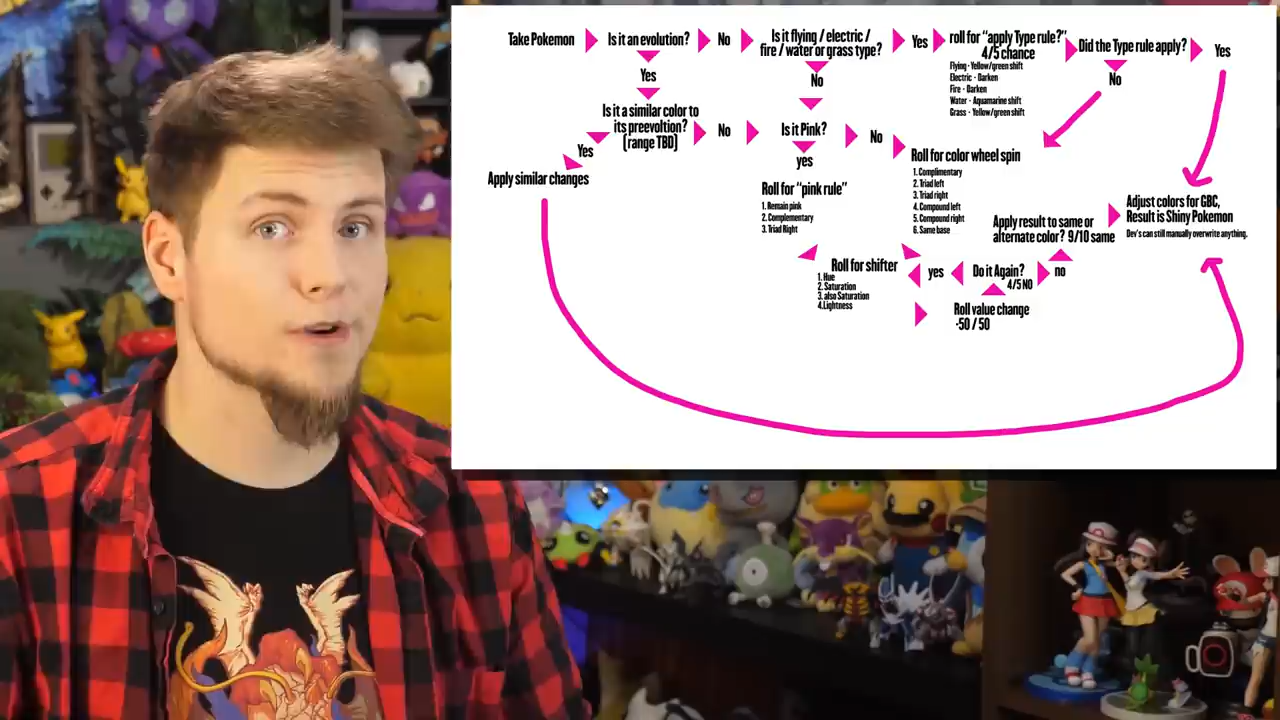 Take Pokemon
Is it an evolution?
No
Is it flying / electric /
fire / water or grass type?
Yes
roll for “apply Type rule?”
4/5 chance
Flying - Yellow/green shift
Electric - Darken
Fire - Darken
Water - Aquamarine shift
Grass - Yellow/green shift
Did the Type rule apply?
Yes
No
Yes
No
Is it a similar color to
its preevoltion?
(range TBD)
No
Is it Pink?
No
Yes
yes
Apply similar changes
Roll for “pink rule”
1. Remain pink
2. Complementary
3. Triad Right
Roll for color wheel spin
1. Complimentary
2. Triad left
3. Triad right
4. Compound left
5. Compound right
6. Same base
Apply result to same or
alternate color? 9/10 same
Adjust colors for GBC,
Result is Shiny Pokemon
Dev's can still manually overwrite anything.
Roll for shifter
1. Hue
2. Saturation
3. also Saturation
4. Lightness
yes
Do it Again?
4/5 NO
no
Roll value change
-50 / 50